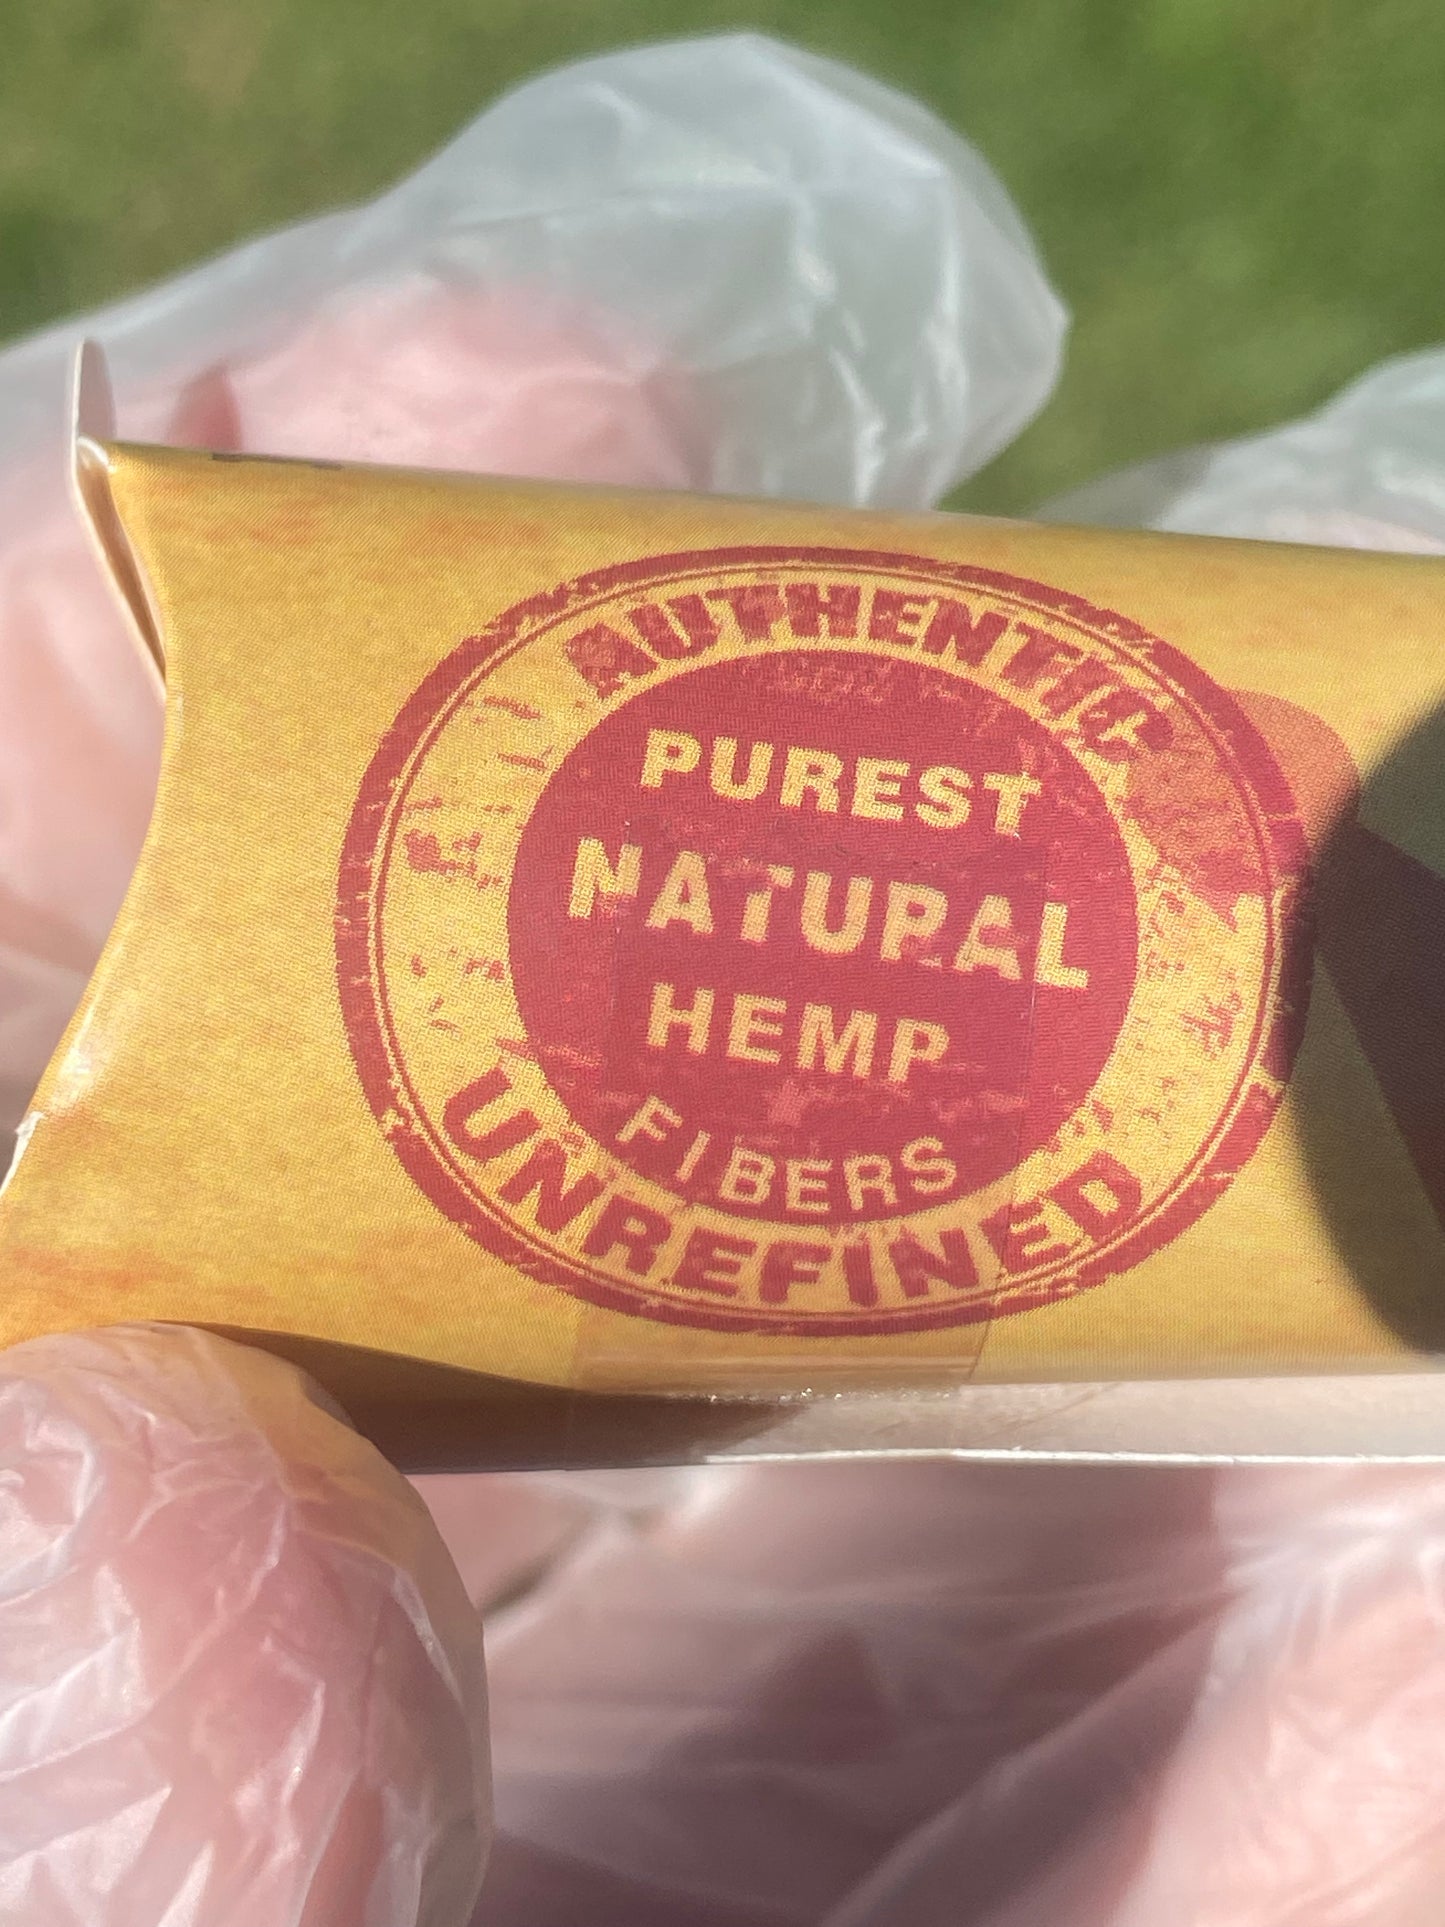 AUTHENTIC
PUREST
NATURAL
HEMP
FIBERS
UNREFINED